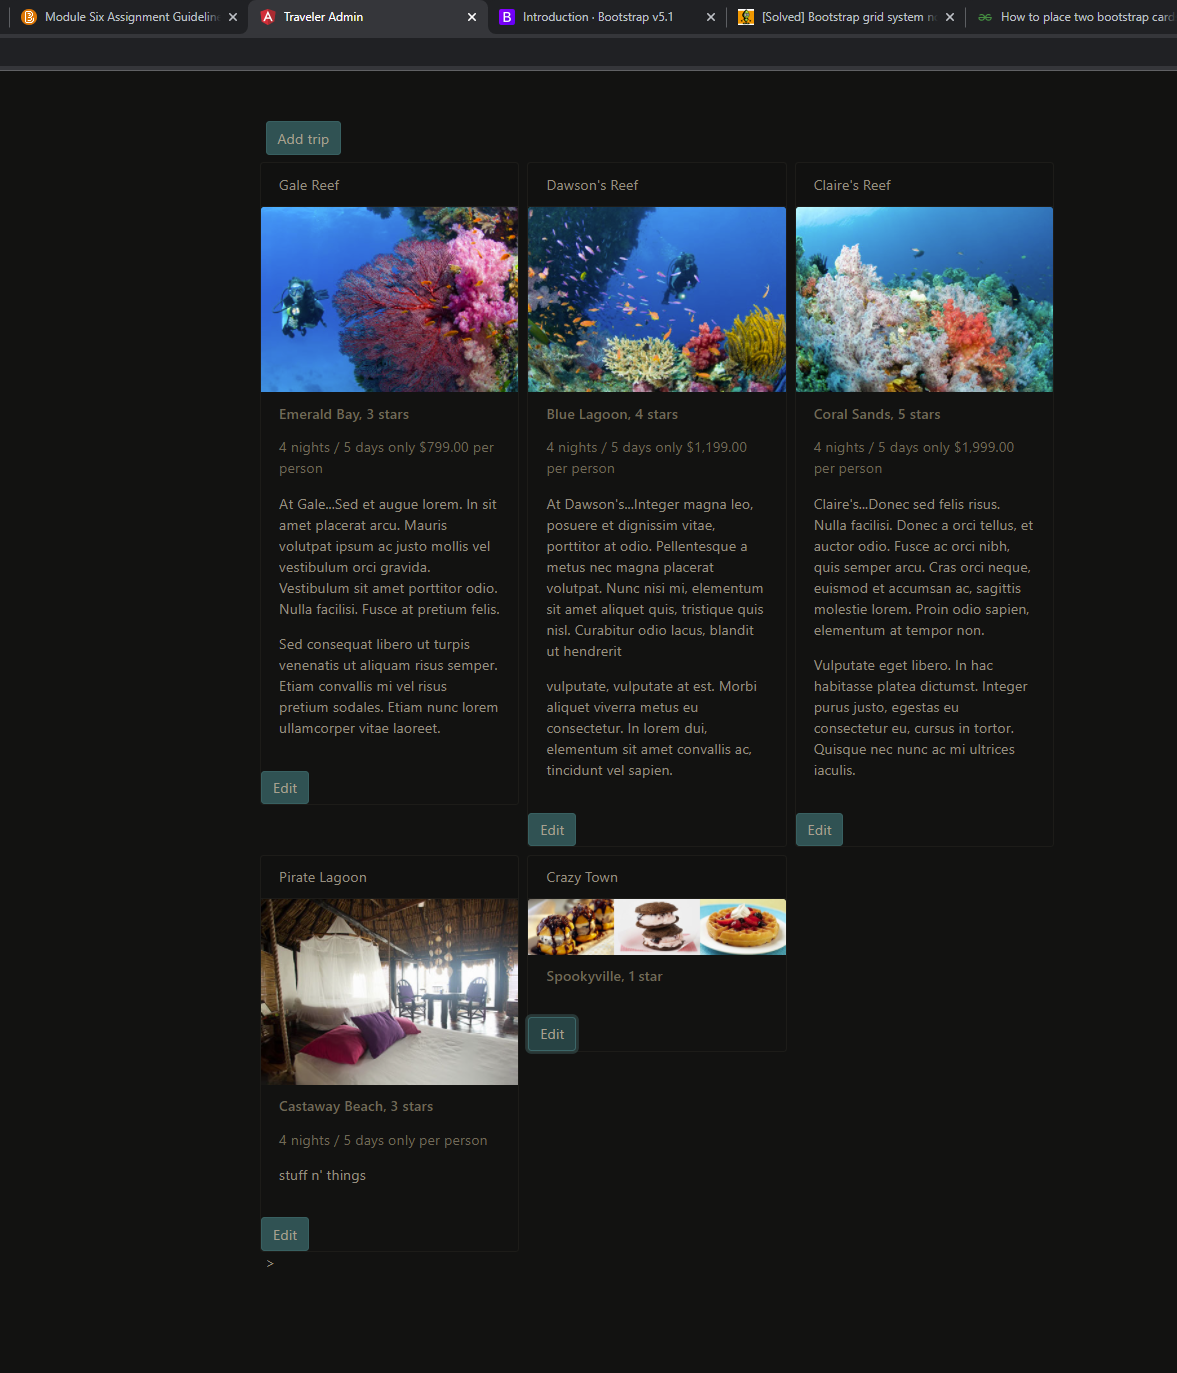 Module Six Assignment Guidelin
Traveler Admin
Introduction · Bootstrap v5.1
[Solved] Bootstrap grid system n
How to place two bootstrap card
Add trip
Gale Reef
Emerald Bay, 3 stars
4 nights / 5 days only $799.00 per
person
At Gale...Sed et augue lorem. In sit
amet placerat arcu. Mauris
volutpat ipsum ac justo mollis vel
vestibulum orci gravida.
Vestibulum sit amet porttitor odio.
Nulla facilisi. Fusce at pretium felis.
Sed consequat libero ut turpis
venenatis ut aliquam risus semper.
Etiam convallis mi vel risus
pretium sodales. Etiam nunc lorem
ullamcorper vitae laoreet.
Edit
Dawson's Reef
Blue Lagoon, 4 stars
4 nights / 5 days only $1,199.00
per person
At Dawson's...Integer magna leo,
posuere et dignissim vitae,
porttitor at odio. Pellentesque a
metus nec magna placerat
volutpat. Nunc nisi mi, elementum
sit amet aliquet quis, tristique quis
nisl. Curabitur odio lacus, blandit
ut hendrerit
vulputate, vulputate at est. Morbi
aliquet viverra metus eu
consectetur. In lorem dui,
elementum sit amet convallis ac,
tincidunt vel sapien.
Edit
Claire's Reef
Coral Sands, 5 stars
4 nights / 5 days only $1,999.00
per person
Claire's...Donec sed felis risus.
Nulla facilisi. Donec a orci tellus, et
auctor odio. Fusce ac orci nibh,
quis semper arcu. Cras orci neque,
euismod et accumsan ac, sagittis
molestie lorem. Proin odio sapien,
elementum at tempor non.
Vulputate eget libero. In hac
habitasse platea dictumst. Integer
purus justo, egestas eu
consectetur eu, cursus in tortor.
Quisque nec nunc ac mi ultrices
iaculis.
Edit
Pirate Lagoon
Castaway Beach, 3 stars
4 nights / 5 days only per person
stuff n' things
Edit
Crazy Town
Spookyville, 1 star
Edit
>